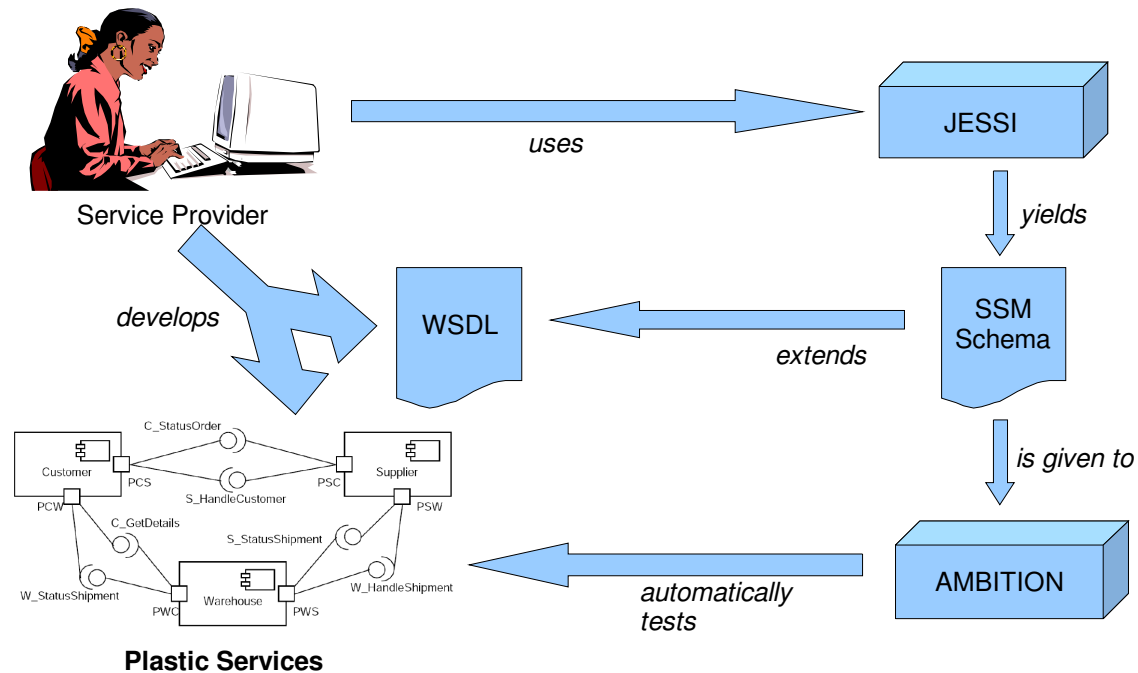 JESSI
uses
Service Provider
yields
develops
WSDL
SSM
Schema
extends
C_StatusOrder
Customer
Supplier
is given to
PCS
PSC
S_HandleCustomer
PCW
PSW
C_GetDetails
S_StatusShipment
AMBITION
W_StatusShipment
W_HandleShipment
automatically
tests
Warehouse
PWC
PWS
Plastic Services